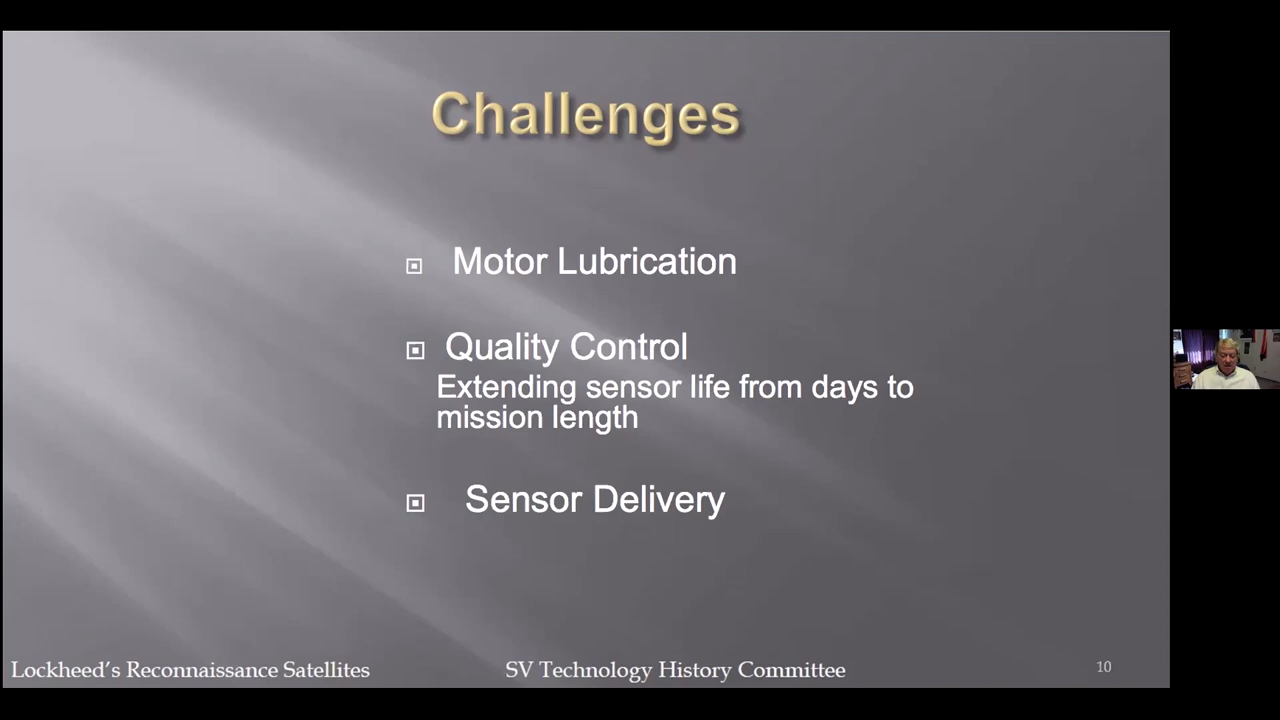 Challenges
Motor Lubrication
Quality Control
Extending sensor life from days to
mission length
Sensor Delivery
Lockheed’s Reconnaissance Satellites
SV Technology History Committee
10